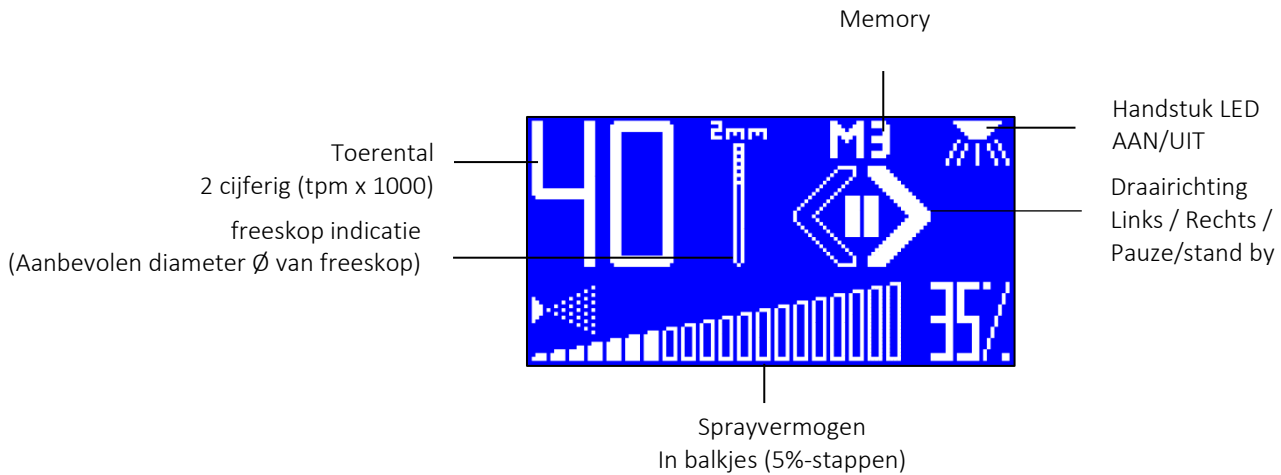 Memory
Handstuk LED
AAN/UIT
Toerental
2 cijferig (tpm x 1000)
freeskop indicatie
(Aanbevolen diameter Ø van freeskop)
40
2mm
M3
Draairichting
Links / Rechts /
Pauze/stand by
35%
Sprayvermogen
In balkjes (5%-stappen)